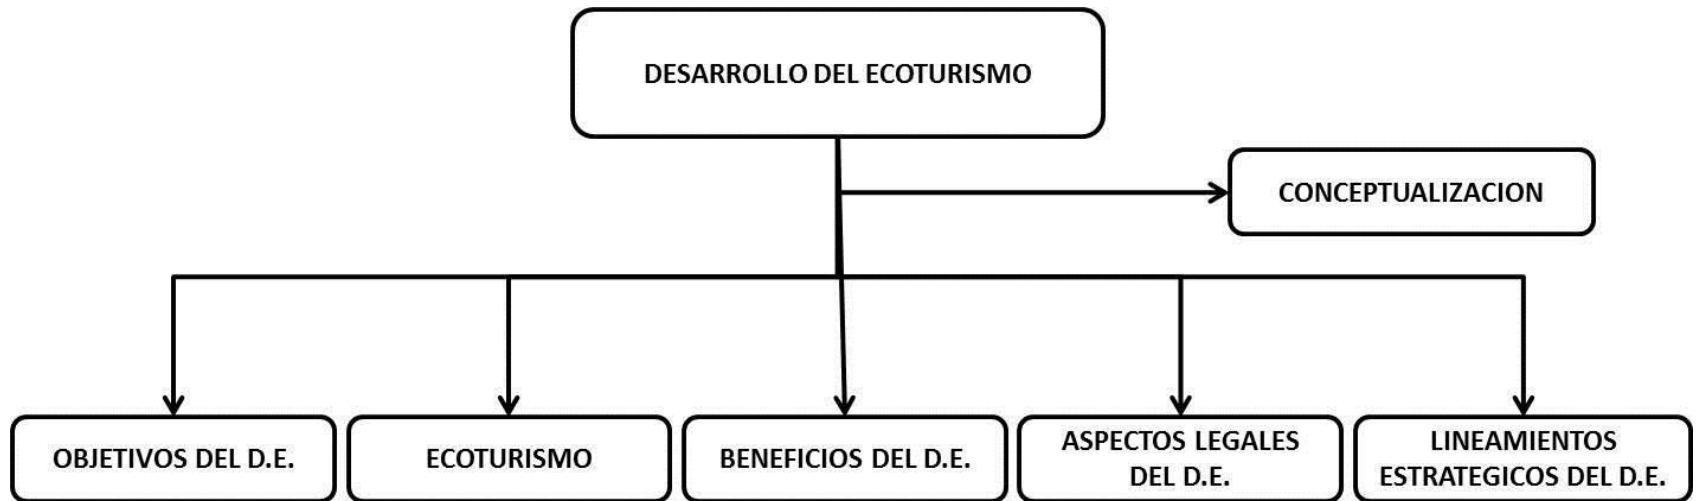 DESARROLLO DEL ECOTURISMO
CONCEPTUALIZACION
OBJETIVOS DEL D.E.
ECOTURISMO
BENEFICIOS DEL D.E.
ASPECTOS LEGALES
DEL D.E.
LINEAMIENTOS
ESTRATEGICOS DEL D.E.